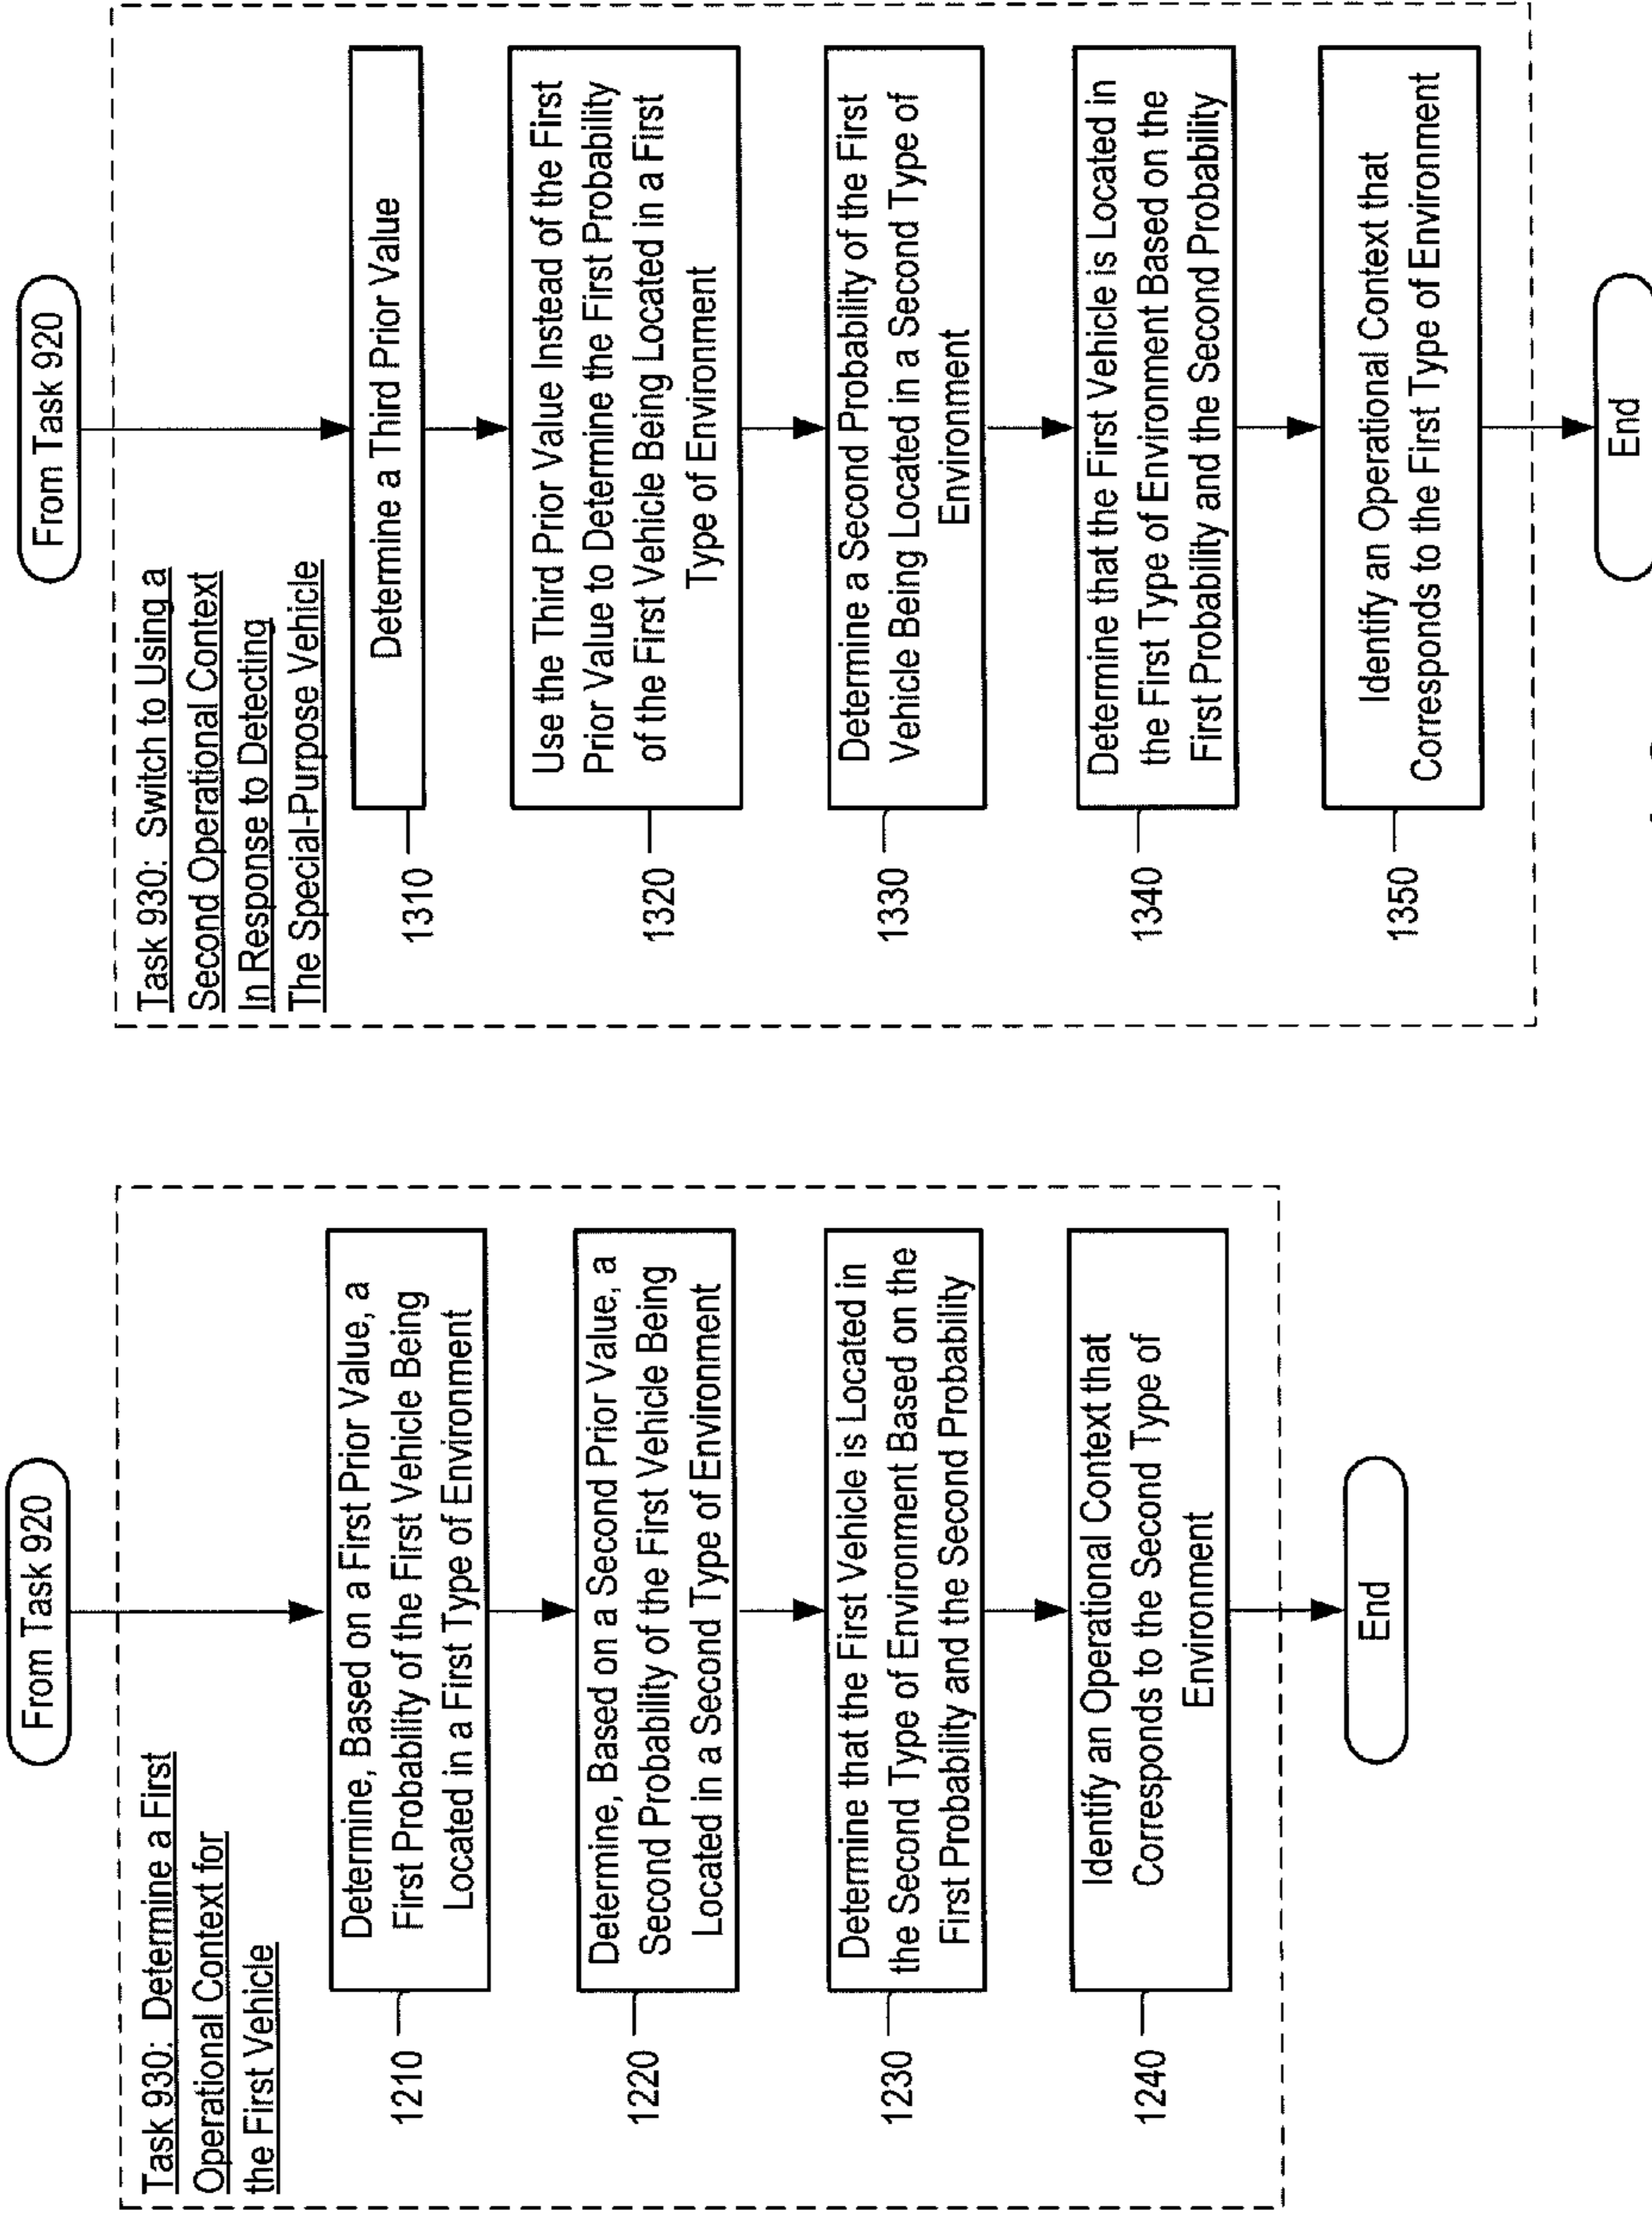 From Task 920
Task 930: Determine a First
Operational Context for
the First Vehicle
1210
Determine, Based on a First Prior Value, a
First Probability of the First Vehicle Being
Located in a First Type of Environment
1220
Determine, Based on a Second Prior Value, a
Second Probability of the First Vehicle Being
Located in a Second Type of Environment
1230
Determine that the First Vehicle is Located in
the Second Type of Environment Based on the
First Probability and the Second Probability
1240
Identify an Operational Context that
Corresponds to the Second Type of
Environment
End
From Task 920
Task 930: Switch to Using a
Second Operational Context
In Response to Detecting
The Special-Purpose Vehicle
1310
Determine a Third Prior Value
1320
Use the Third Prior Value Instead of the First
Prior Value to Determine the First Probability
of the First Vehicle Being Located in a First
Type of Environment
1330
Determine a Second Probability of the First
Vehicle Being Located in a Second Type of
Environment
1340
Determine that the First Vehicle is Located in
the First Type of Environment Based on the
First Probability and the Second Probability
1350
Identify an Operational Context that
Corresponds to the First Type of Environment
End